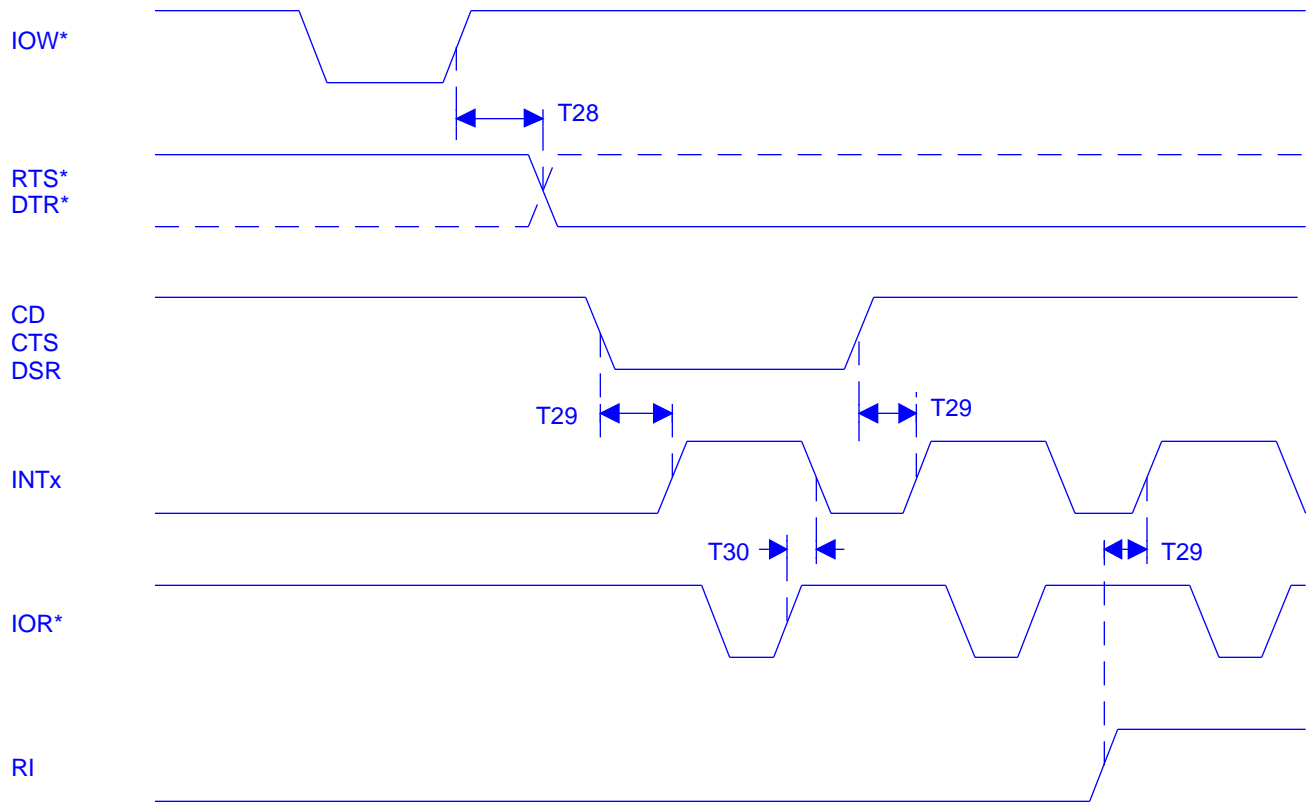 IOW*
T28
RTS*
DTR*
CD
CTS
DSR
T29
T29
INTx
T30
T29
IOR*
RI